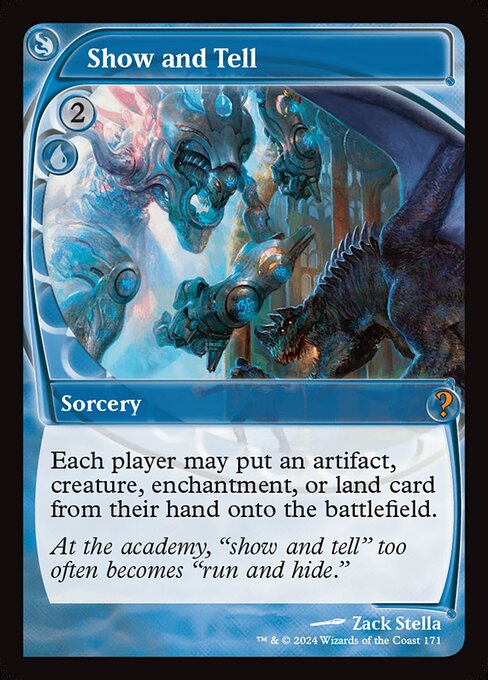 Show and Tell
2
Sorcery
?
Each player may put an artifact,
creature, enchantment, or land card
from their hand onto the battlefield.
At the academy, “show and tell” too
often becomes “run and hide.”
Zack Stella
™ & © 2024 Wizards of the Coast 171